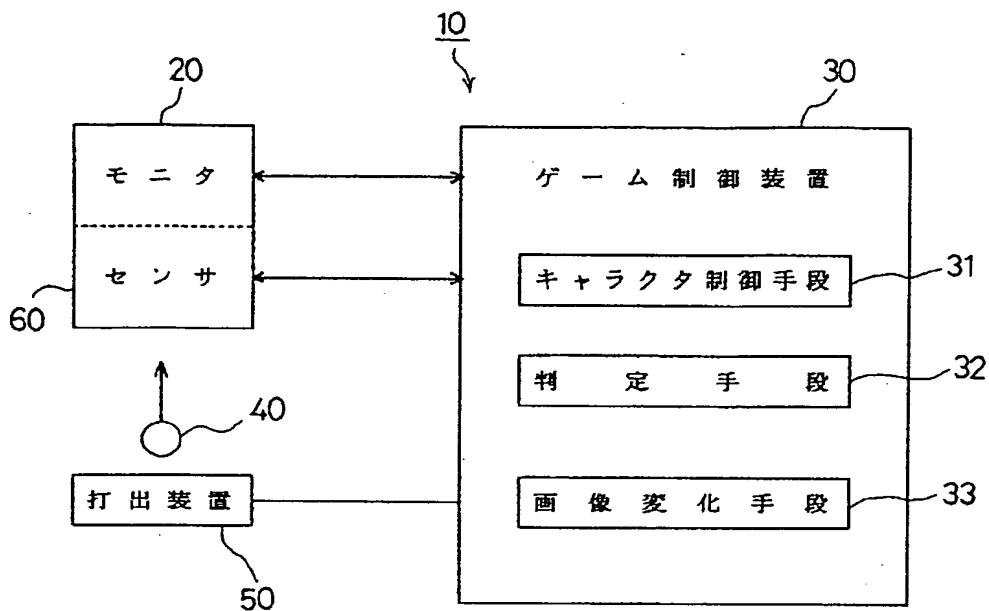 10
20
30
モニタ
ゲーム制御装置
センサ
キャラクタ制御手段
31
60
判定手段
32
40
打出装置
画像変化手段
33
50